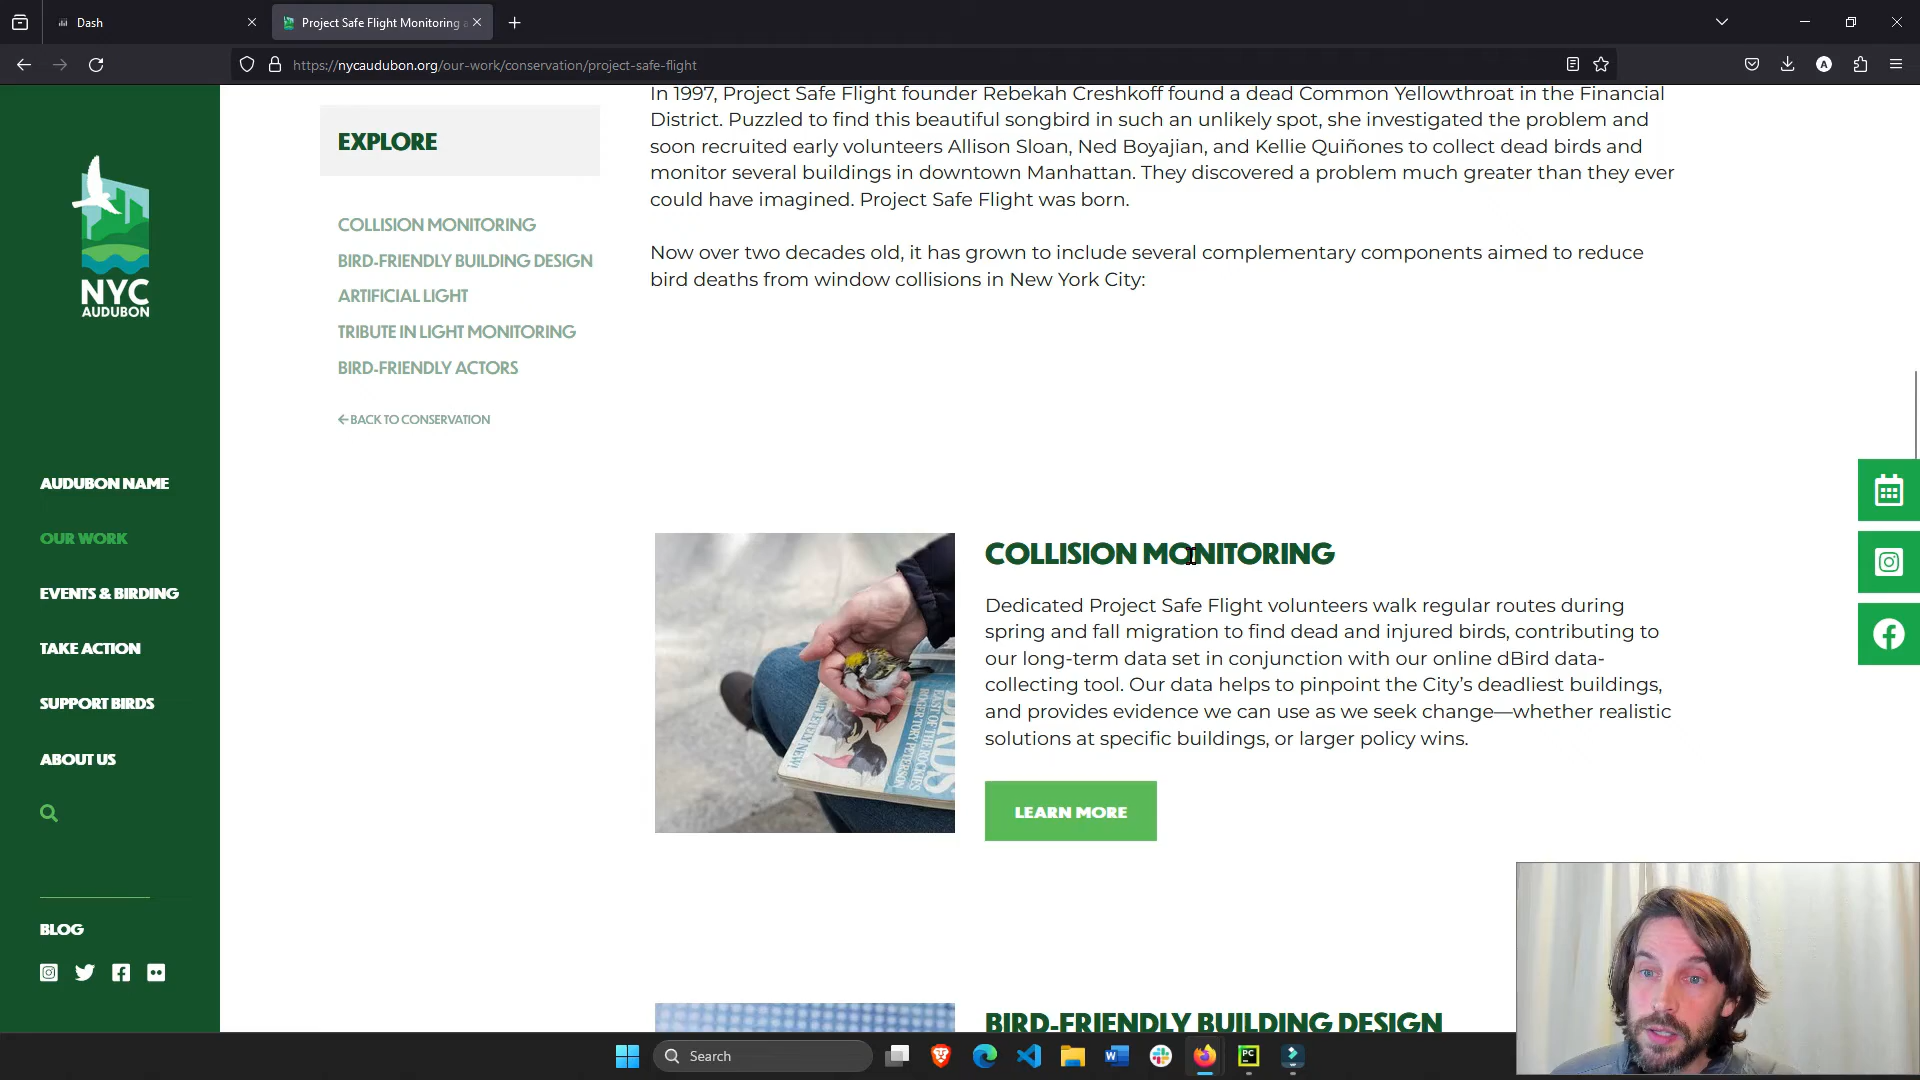 Dash
Project Safe Flight Monitoring a
https://nycaudubon.org/our-work/conservation/project-safe-flight
A
NYC
AUDUBON
AUDUBON NAME
OUR WORK
EVENTS & BIRDING
TAKE ACTION
SUPPORT BIRDS
ABOUT US
BLOG
EXPLORE
COLLISION MONITORING
BIRD-FRIENDLY BUILDING DESIGN
ARTIFICIAL LIGHT
TRIBUTE IN LIGHT MONITORING
BIRD-FRIENDLY ACTORS
BACK TO CONSERVATION
In 1997, Project Safe Flight founder Rebekah Creshkoff found a dead Common Yellowthroat in the Financial
District. Puzzled to find this beautiful songbird in such an unlikely spot, she investigated the problem and
soon recruited early volunteers Allison Sloan, Ned Boyajian, and Kellie Quiñones to collect dead birds and
monitor several buildings in downtown Manhattan. They discovered a problem much greater than they ever
could have imagined. Project Safe Flight was born.
Now over two decades old, it has grown to include several complementary components aimed to reduce
bird deaths from window collisions in New York City:
COLLISION MONITORING
Dedicated Project Safe Flight volunteers walk regular routes during
spring and fall migration to find dead and injured birds, contributing to
our long-term data set in conjunction with our online dBird data-
collecting tool. Our data helps to pinpoint the City's deadliest buildings,
and provides evidence we can use as we seek change—whether realistic
solutions at specific buildings, or larger policy wins.
LEARN MORE
BIRDS
EAST OF THE ROCKIES
ROGER TORY PETERSON
BIRD-FRIENDLY BUILDING DESIGN
Search
PC